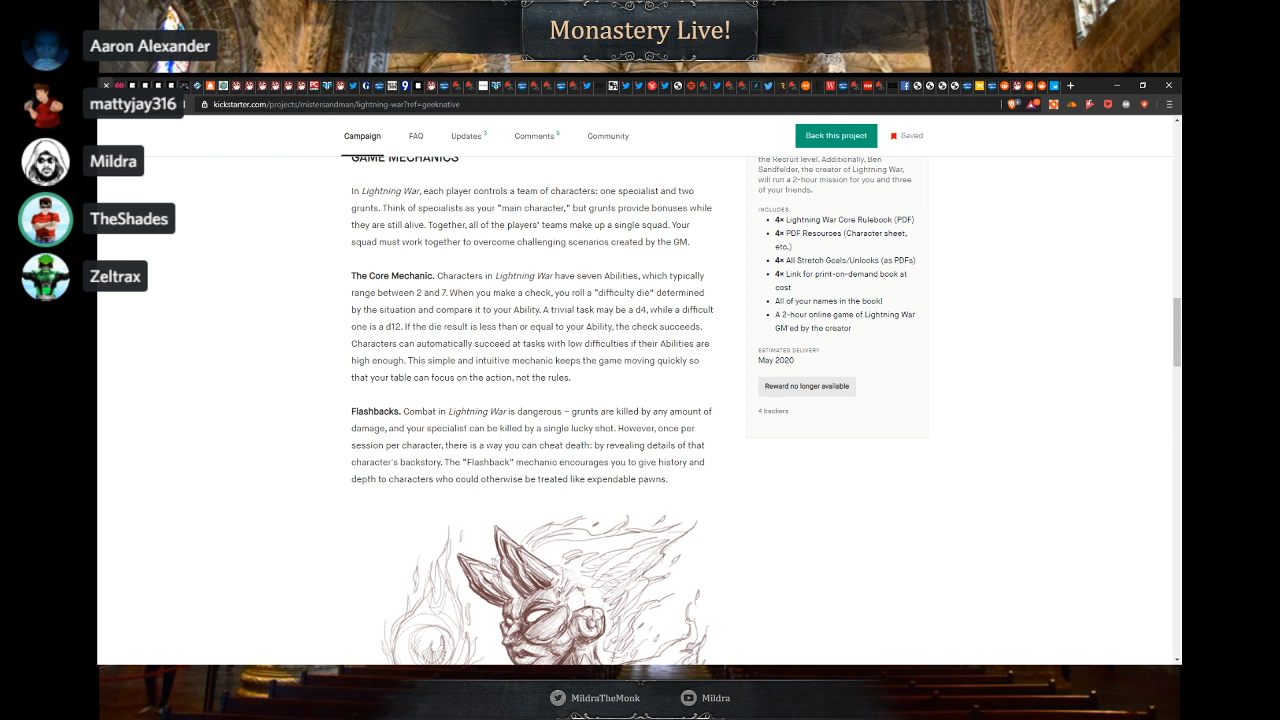 Monastery Live!
Aaron Alexander
mattyjay316
Mildra
TheShades
Zeltrax
kickstarter.com/projects/mistersandman/lightning-war?ref=geeknative
Campaign FAQ Updates 3 Comments Community
Back this project
Saved
GAME MECHANICS
In Lightning War, each player controls a team of characters: one specialist and two
grunts. Think of specialists as your “main character,” but grunts provide bonuses while
they are still alive. Together, all of the players’ teams make up a single squad. Your
squad must work together to overcome challenging scenarios created by the GM.
The Core Mechanic. Characters in Lightning War have seven Abilities, which typically
range between 2 and 7. When you make a check, you roll a “difficulty die” determined
by the situation and compare it to your Ability. A trivial task may be a d4, while a difficult
one is a d12. If the die result is less than or equal to your Ability, the check succeeds.
Characters can automatically succeed at tasks with low difficulties if their Abilities are
high enough. This simple and intuitive mechanic keeps the game moving quickly so
that your table can focus on the action, not the rules.
Flashbacks. Combat in Lightning War is dangerous – grunts are killed by any amount of
damage, and your specialist can be killed by a single lucky shot. However, once per
session per character, there is a way you can cheat death: by revealing details of that
character’s backstory. The “Flashback” mechanic encourages you to give history and
depth to characters who could otherwise be treated like expendable pawns.
the Recruit level. Additionally, Ben
Sandfelder, the creator of Lightning War,
will run a 2-hour mission for you and three
of your friends.
INCLUDES:
4× Lightning War Core Rulebook (PDF)
4× PDF Resources (Character sheet,
etc.)
4× All Stretch Goals/Unlocks (as PDFs)
4× Link for print-on-demand book at
cost
All of your names in the book!
A 2-hour online game of Lightning War
GM'ed by the creator
ESTIMATED DELIVERY
May 2020
Reward no longer available
4 backers
MildraTheMonk
Mildra